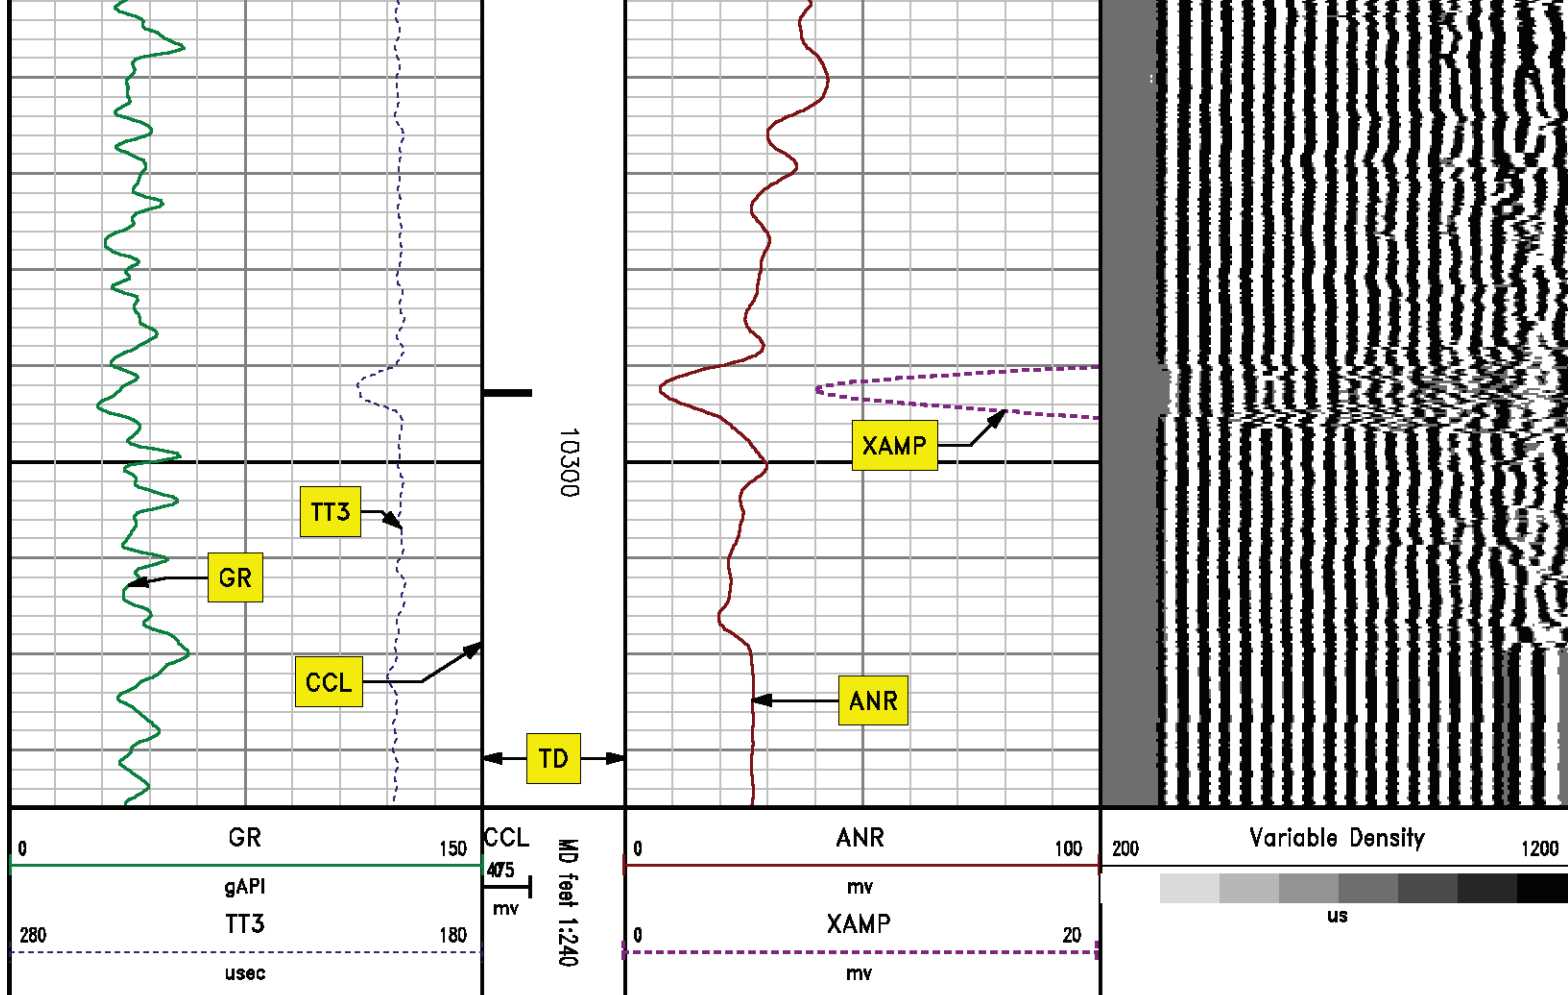 10300
XAMP
TT3
GR
CCL
ANR
TD
GR
0 150
gAPI
TT3
280 180
usec
CCL
mv
MD feet 1:240
ANR
0 100
mv
XAMP
0 20
mv
Variable Density
200 1200
us